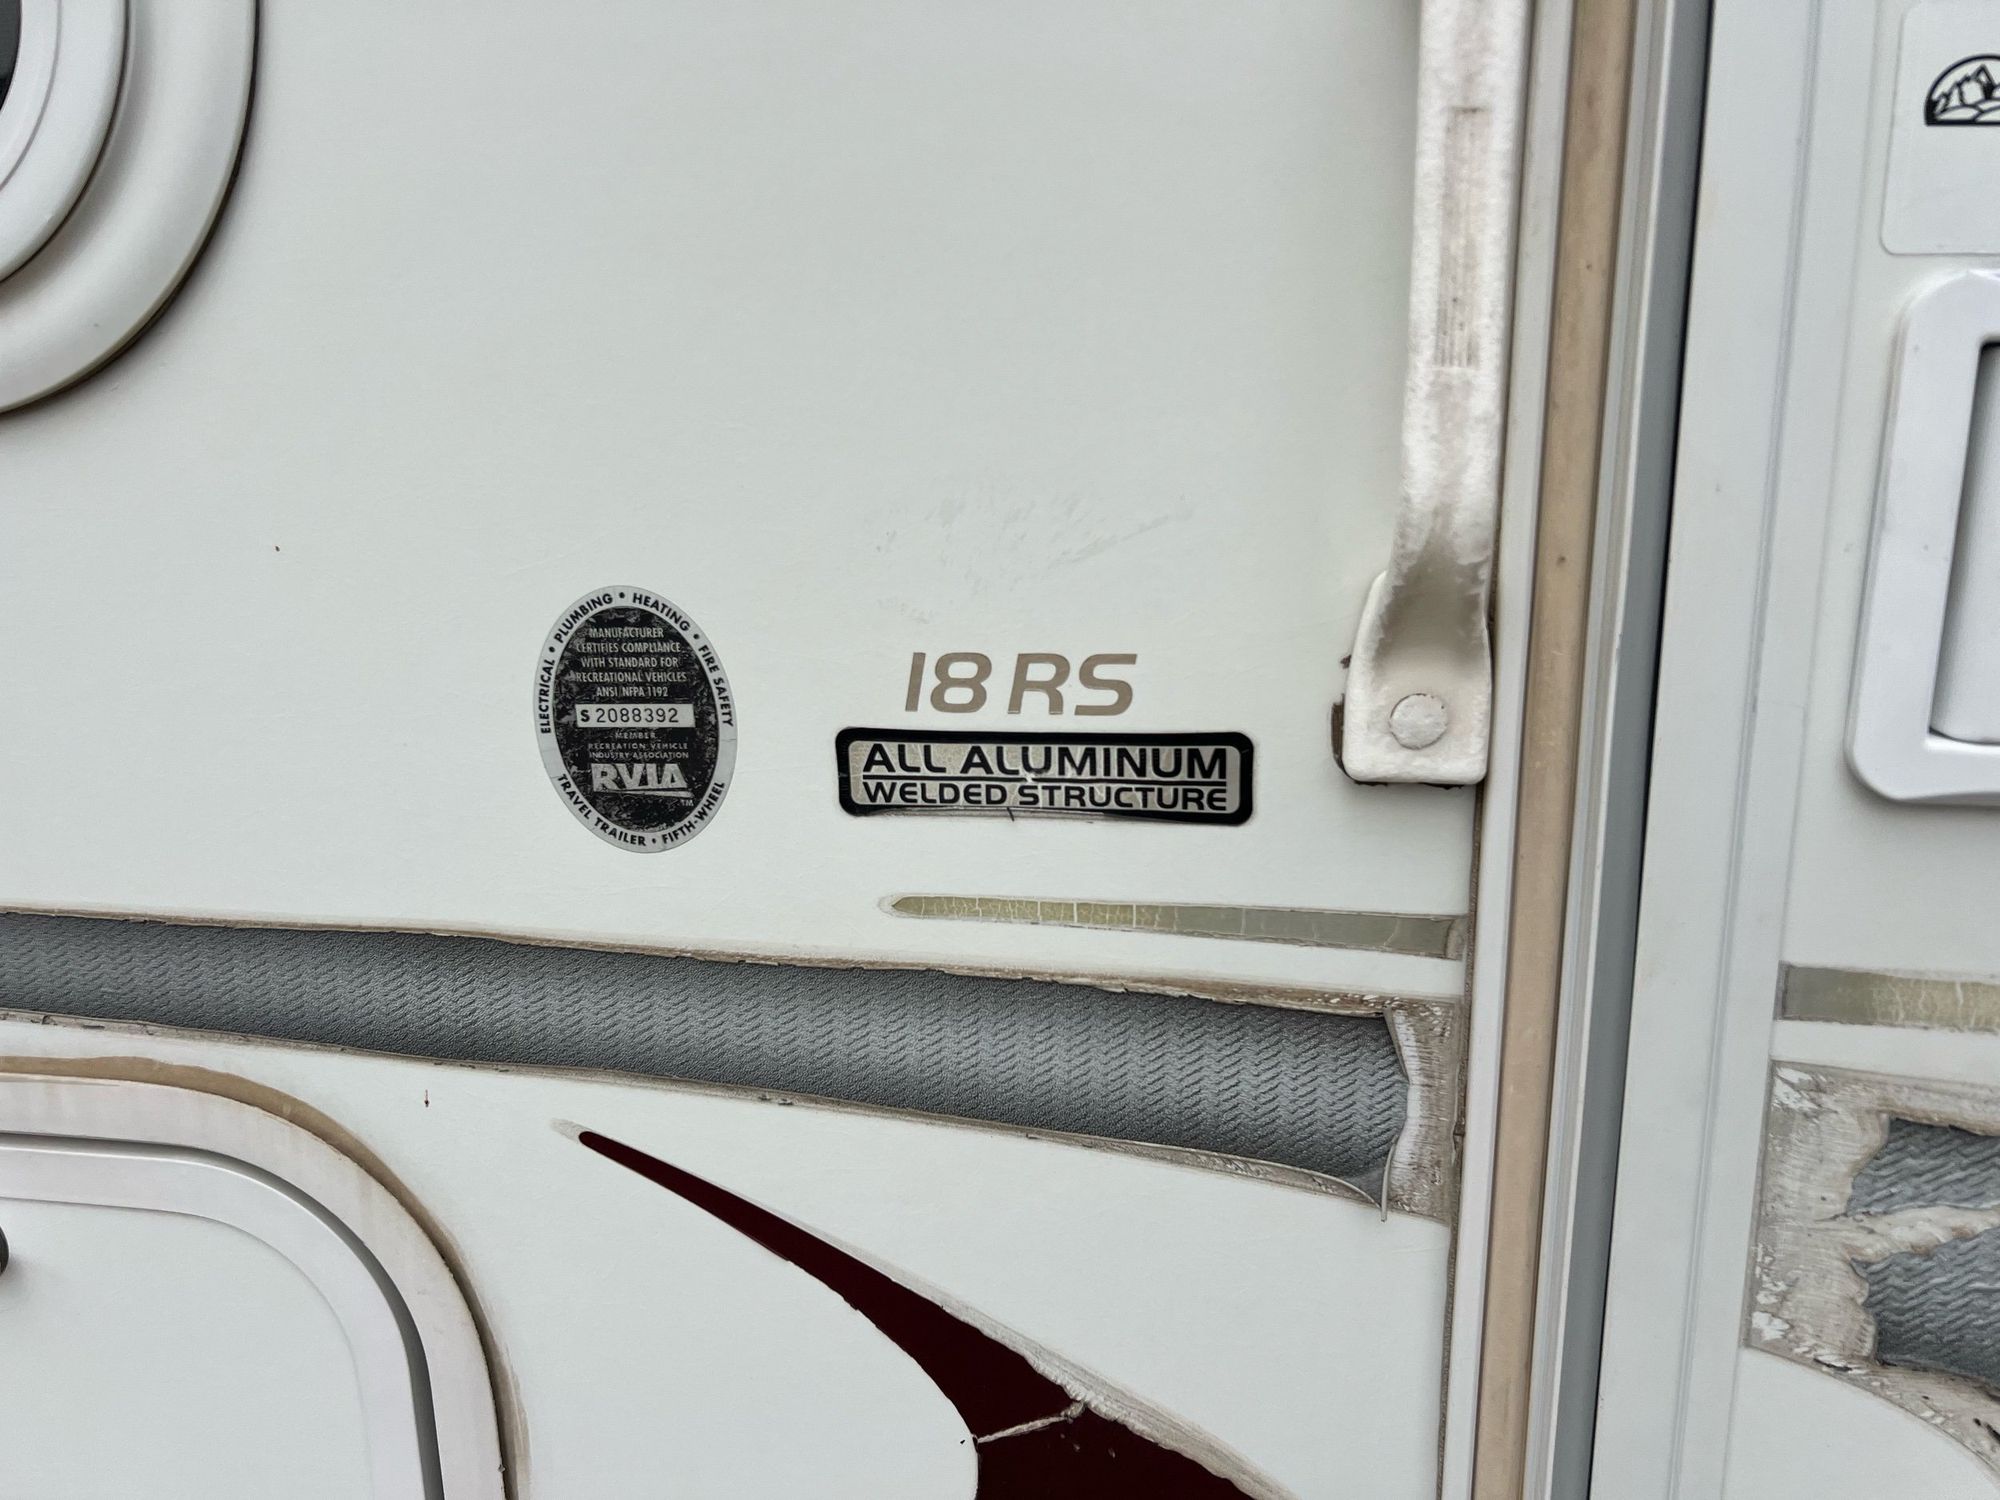 ELECTRICAL • PLUMBING • HEATING • FIRE SAFETY
MANUFACTURER
CERTIFIES COMPLIANCE
WITH STANDARD FOR
RECREATIONAL VEHICLES
ANSI/NFPA 1192
S 2088392
MEMBER
RECREATION VEHICLE
INDUSTRY ASSOCIATION
RVIA
TM
TRAVEL TRAILER • FIFTH-WHEEL
18 RS
ALL ALUMINUM
WELDED STRUCTURE